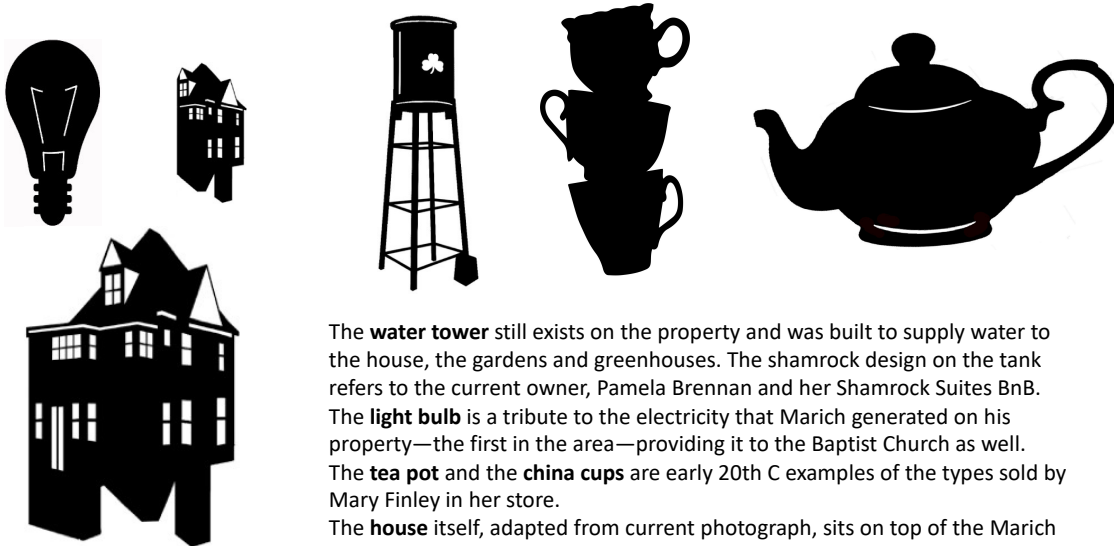 The water tower still exists on the property and was built to supply water to
the house, the gardens and greenhouses. The shamrock design on the tank
refers to the current owner, Pamela Brennan and her Shamrock Suites BnB.
The light bulb is a tribute to the electricity that Marich generated on his
property—the first in the area—providing it to the Baptist Church as well.
The tea pot and the china cups are early 20th C examples of the types sold by
Mary Finley in her store.
The house itself, adapted from current photograph, sits on top of the Marich